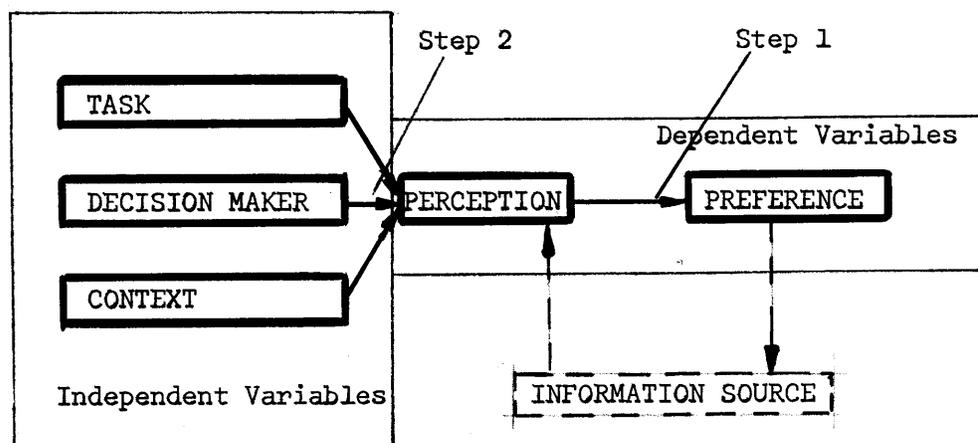 Step 2
Step 1
TASK
Dependent Variables
DECISION MAKER
PERCEPTION
PREFERENCE
CONTEXT
Independent Variables
INFORMATION SOURCE